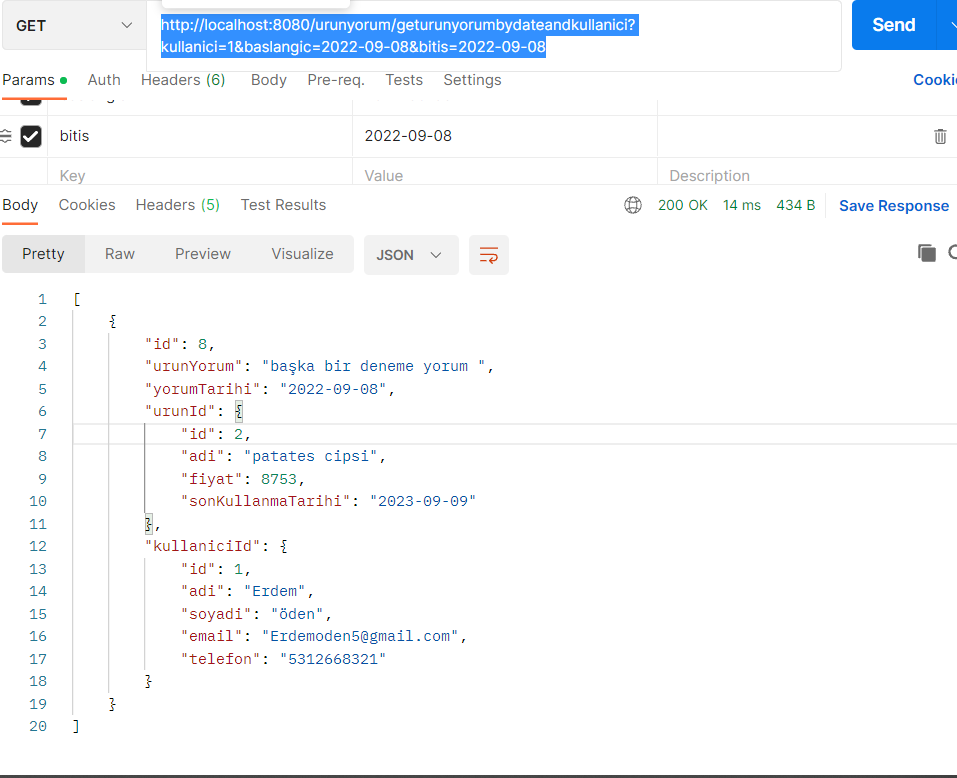 GET
http://localhost:8080/urunyorum/geturunyorumbydateandkullanici?
kullanici=1&baslangic=2022-09-08&bitis=2022-09-08
Send
Params Auth Headers (6) Body Pre-req. Tests Settings Cooki
bitis 2022-09-08
Key Value Description
Body Cookies Headers (5) Test Results 200 OK 14 ms 434 B Save Response
Pretty Raw Preview Visualize JSON
1 [
2 {
3 "id": 8,
4 "urunYorum": "başka bir deneme yorum ",
5 "yorumTarihi": "2022-09-08",
6 "urunId": {
7 "id": 2,
8 "adi": "patates cipsi",
9 "fiyat": 8753,
10 "sonKullanmaTarihi": "2023-09-09"
11 },
12 "kullaniciId": {
13 "id": 1,
14 "adi": "Erdem",
15 "soyadi": "öden",
16 "email": "Erdemoden5@gmail.com",
17 "telefon": "5312668321"
18 }
19 }
20 ]